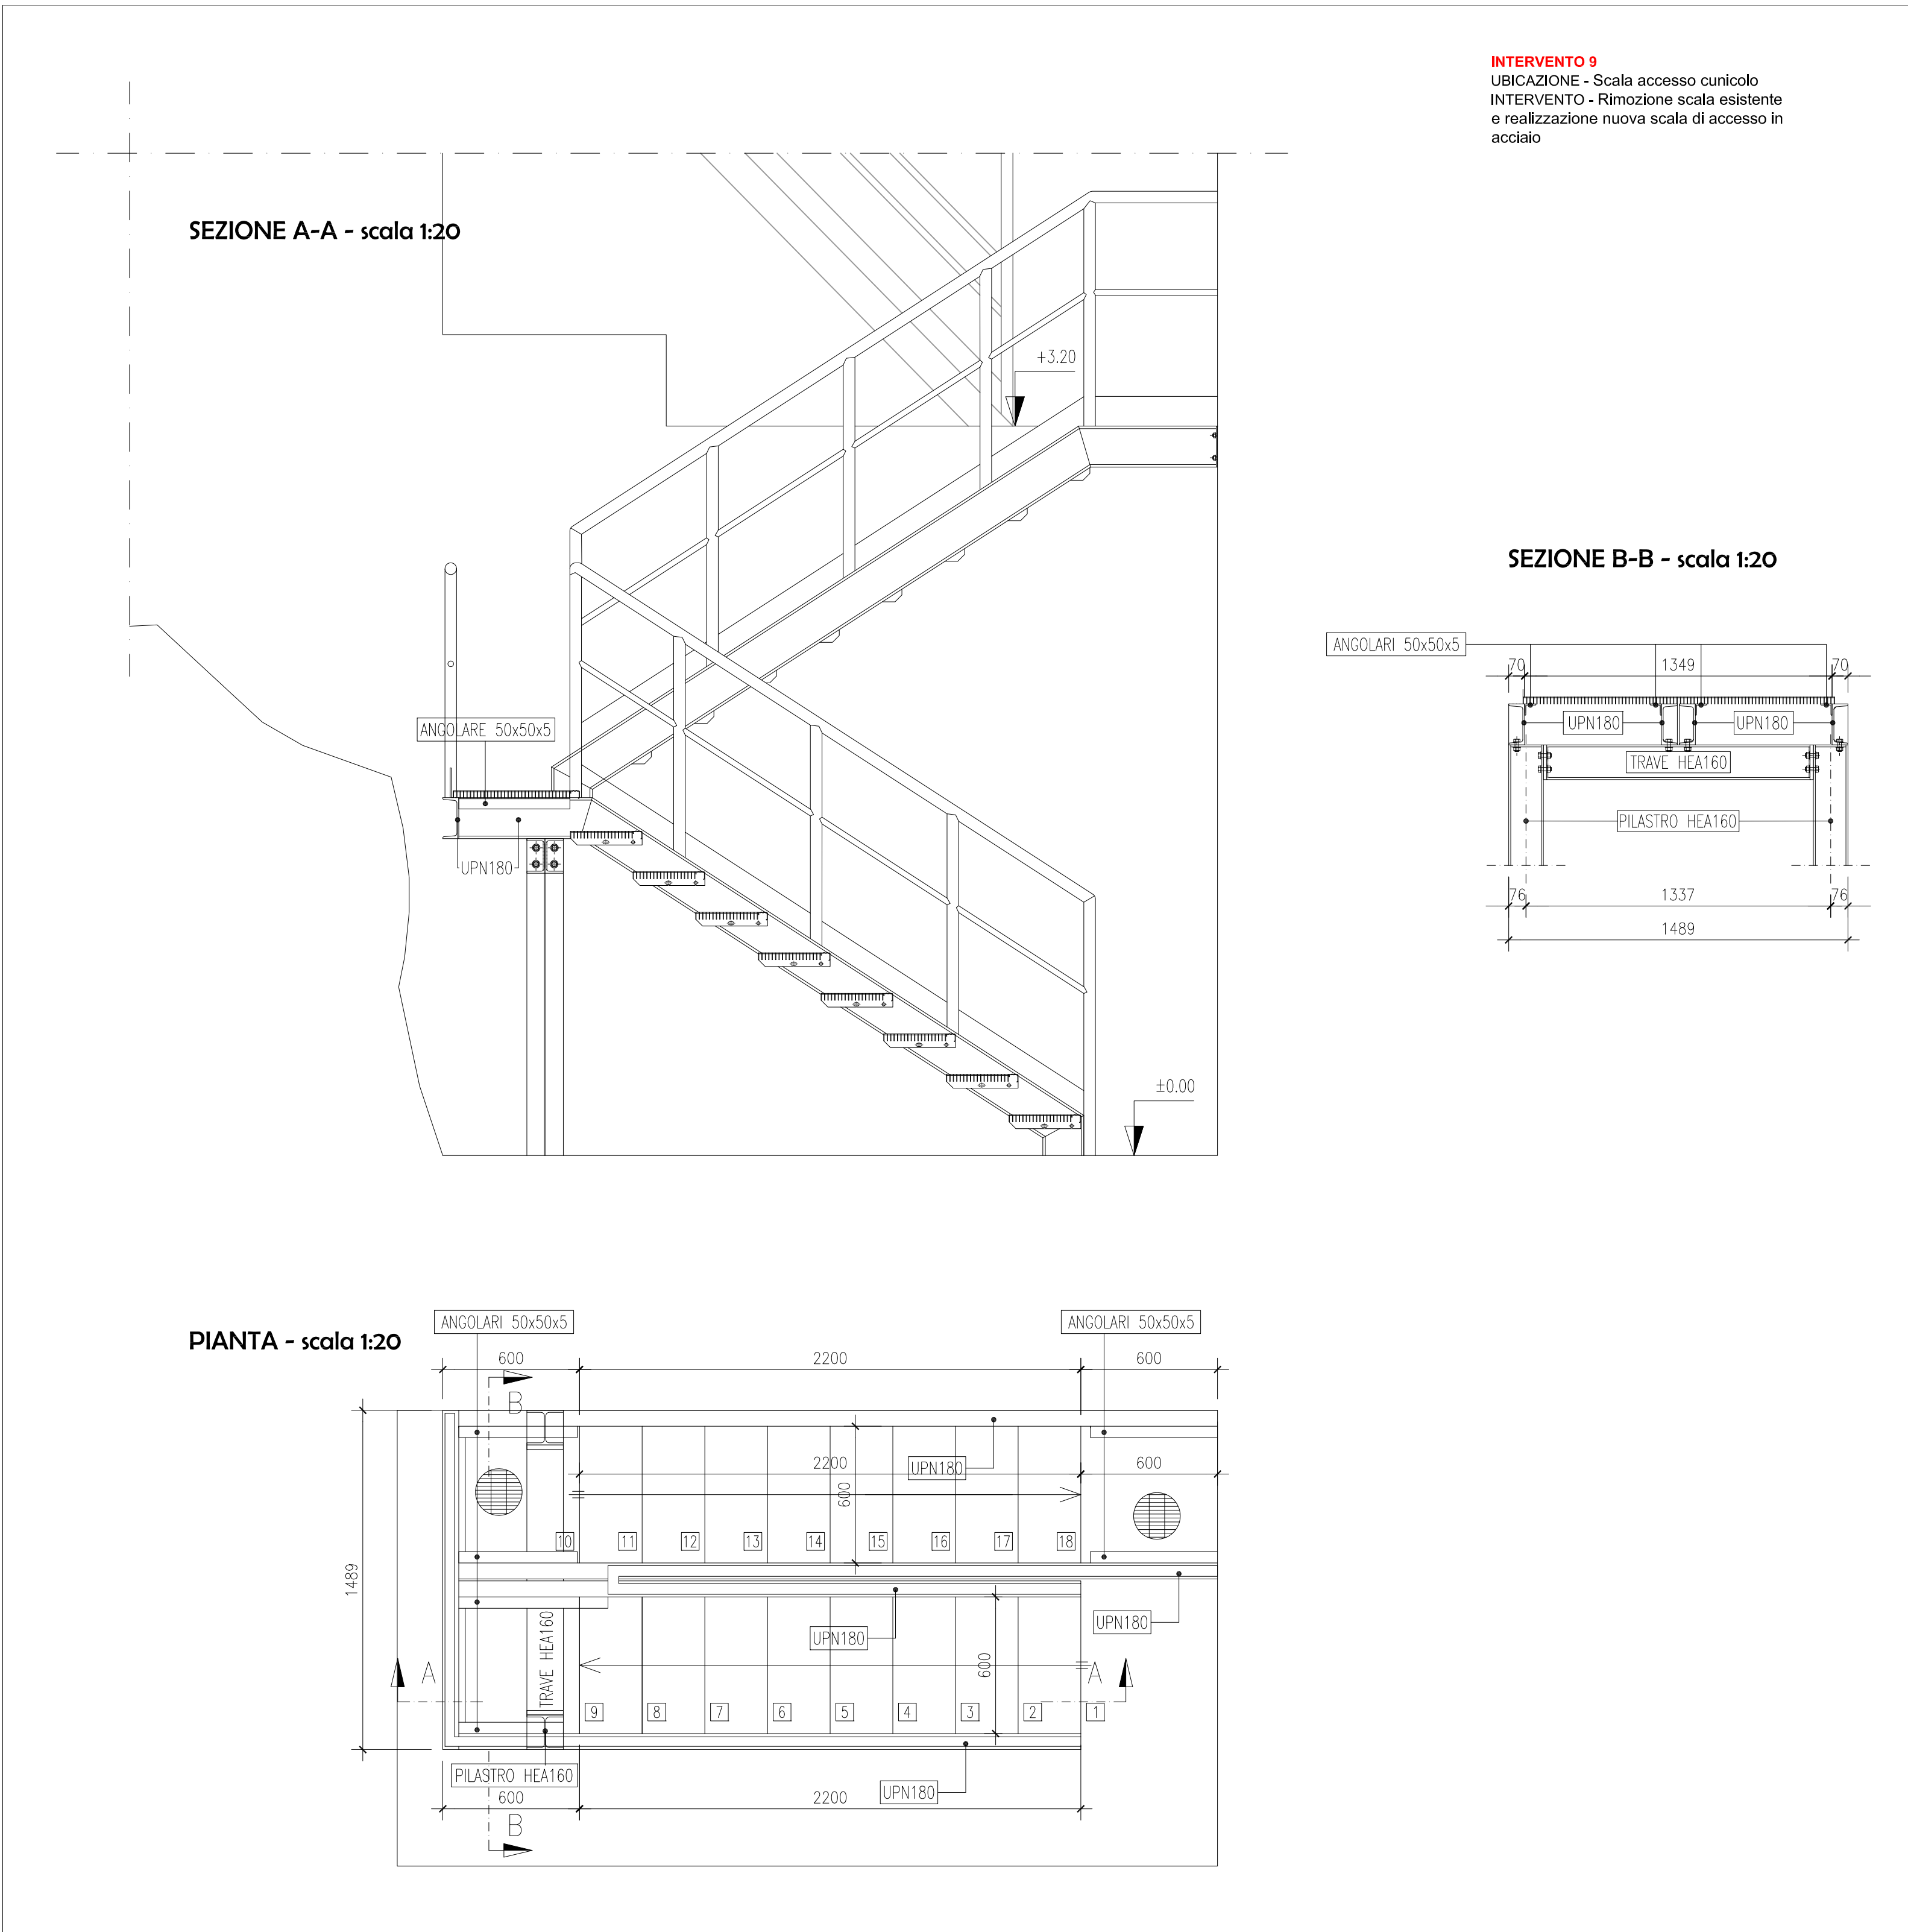 INTERVENTO 9
UBICAZIONE - Scala accesso cunicolo
INTERVENTO - Rimozione scala esistente
e realizzazione nuova scala di accesso in
acciaio
SEZIONE A-A - scala 1:20
+3.20
ANGOLARE 50x50x5
UPN180
±0.00
SEZIONE B-B - scala 1:20
ANGOLARI 50x50x5
70
1349
70
UPN180
UPN180
TRAVE HEA160
PILASTRO HEA160
76
1337
76
1489
PIANTA - scala 1:20
ANGOLARI 50x50x5
ANGOLARI 50x50x5
600
2200
600
B
UPN180
2200
600
600
10
11
12
13
14
15
16
17
18
1489
UPN180
UPN180
TRAVE HEA160
600
A
A
9
8
7
6
5
4
3
2
1
PILASTRO HEA160
UPN180
600
2200
B